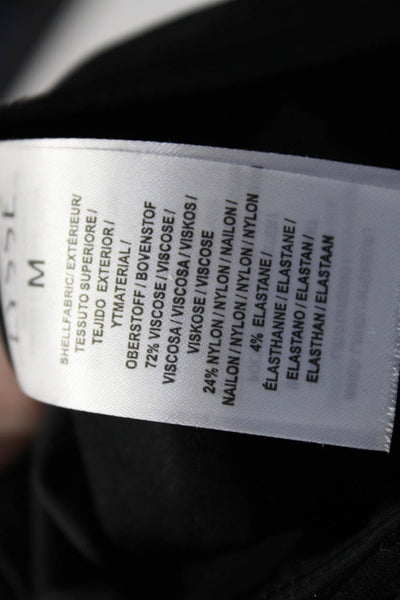 M
SHELLFABRIC/ EXTÉRIEUR/
TESSUTO SUPERIORE /
TEJIDO EXTERIOR /
YTMATERIAL /
OBERSTOFF / BOVENSTOF
72% VISCOSE / VISCOSE /
VISCOSA / VISCOSA / VISKOS /
VISKOSE / VISCOSE
24% NYLON / NYLON / NAILON /
NAILON / NYLON / NYLON / NYLON
4% ELASTANE /
ÉLASTHANNE / ELASTANE /
ELASTANO / ELASTAN /
ELASTHAN / ELASTAAN